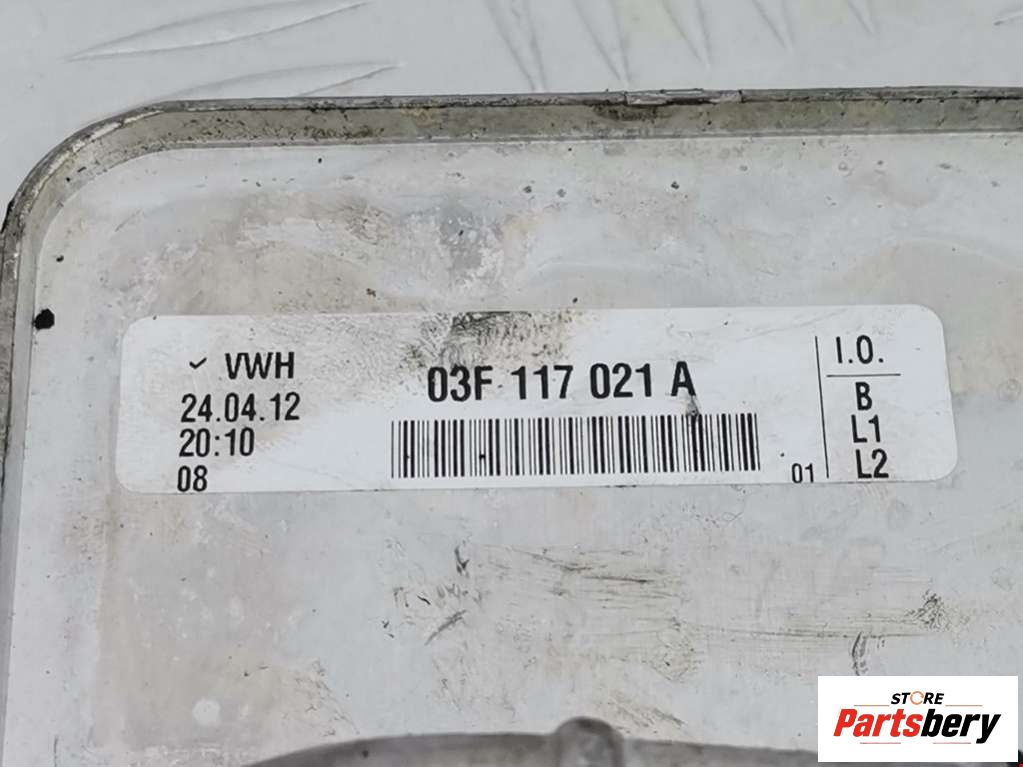 VWH
24.04.12
20:10
08
03F 117 021 A
01
I.O.
B
L1
L2
STORE
Partsbery